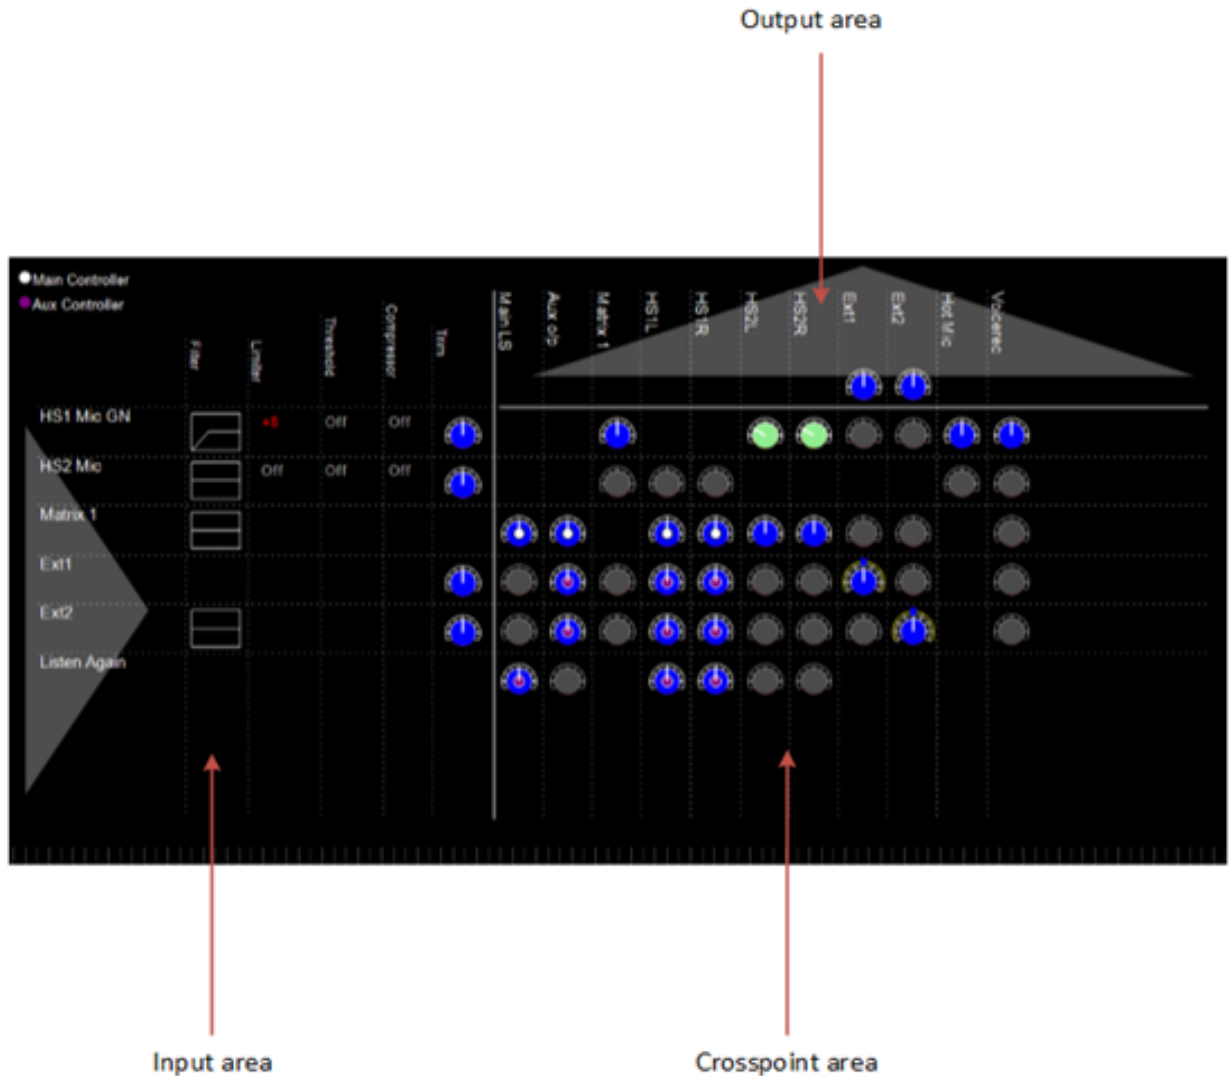 Output area
Main Controller
Aux Controller
Filter
Limiter
Threshold
Compressor
Trim
Main LS
Aux o/p
Matrix 1
HS1L
HS1R
HS2L
HS2R
Ext1
Ext2
Hot Mic
Voicerec
HS1 Mic GN
+8 Off Off
HS2 Mic
Off Off Off
Matrix 1
Ext1
Ext2
Listen Again
Input area
Crosspoint area